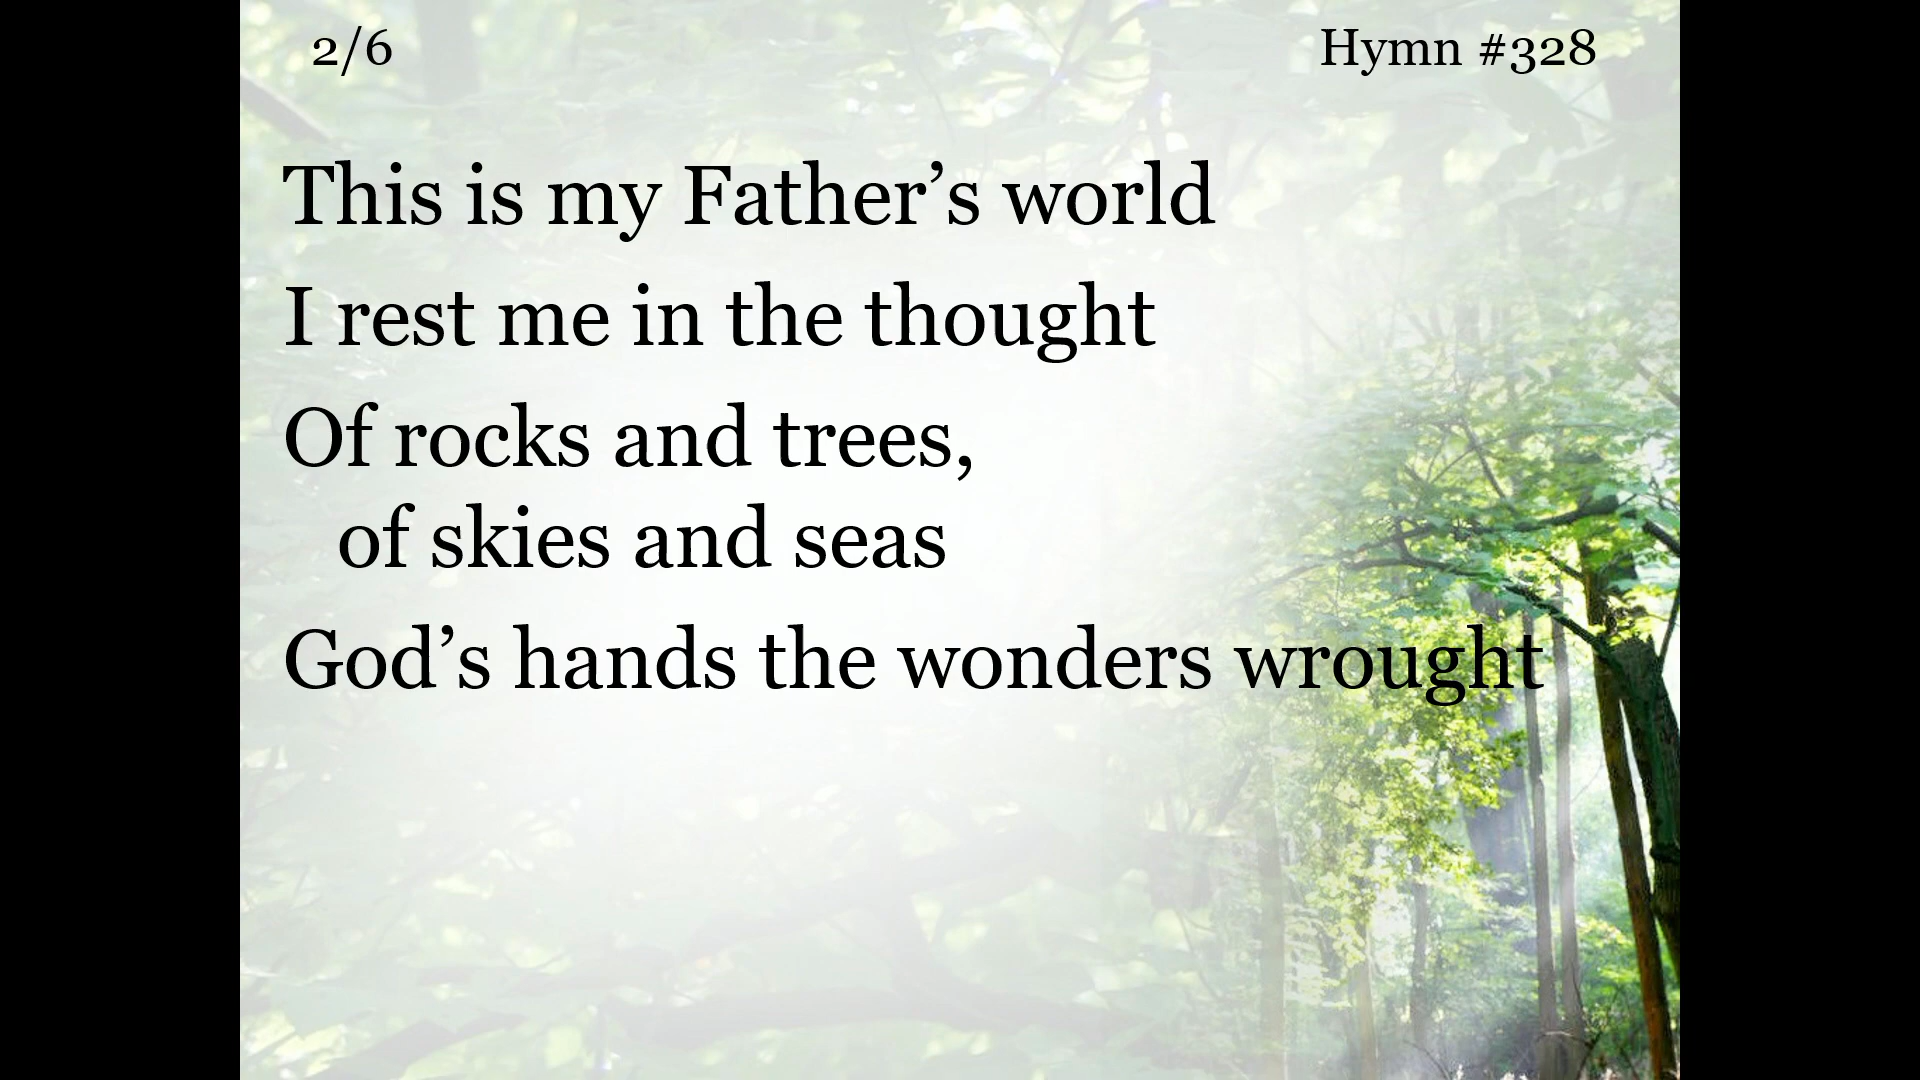 2/6 Hymn #328
This is my Father’s world
I rest me in the thought
Of rocks and trees,
of skies and seas
God’s hands the wonders wrought